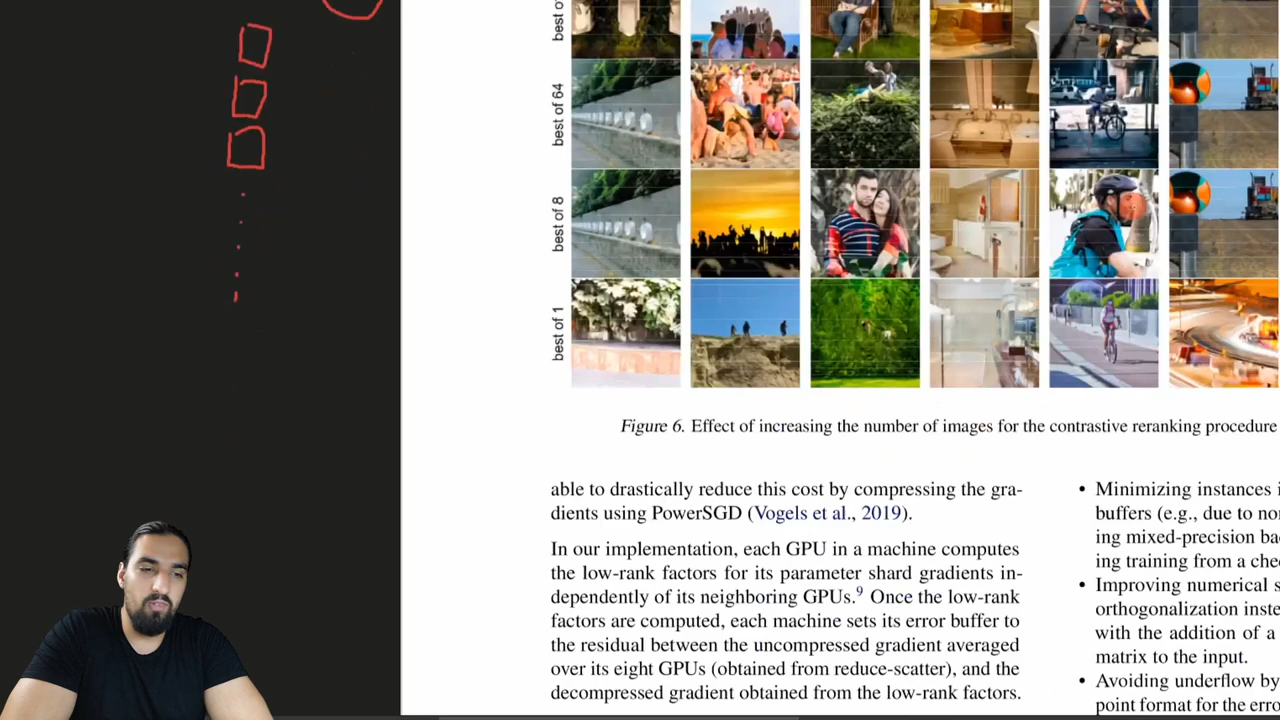 best of
best of 64
best of 8
best of 1
Figure 6. Effect of increasing the number of images for the contrastive reranking procedure
able to drastically reduce this cost by compressing the gra-
dients using PowerSGD (Vogels et al., 2019).
In our implementation, each GPU in a machine computes
the low-rank factors for its parameter shard gradients in-
dependently of its neighboring GPUs.9 Once the low-rank
factors are computed, each machine sets its error buffer to
the residual between the uncompressed gradient averaged
over its eight GPUs (obtained from reduce-scatter), and the
decompressed gradient obtained from the low-rank factors.
• Minimizing instances i
buffers (e.g., due to no
ing mixed-precision ba
ing training from a che
• Improving numerical s
orthogonalization inste
with the addition of a
matrix to the input.
• Avoiding underflow by
point format for the erro